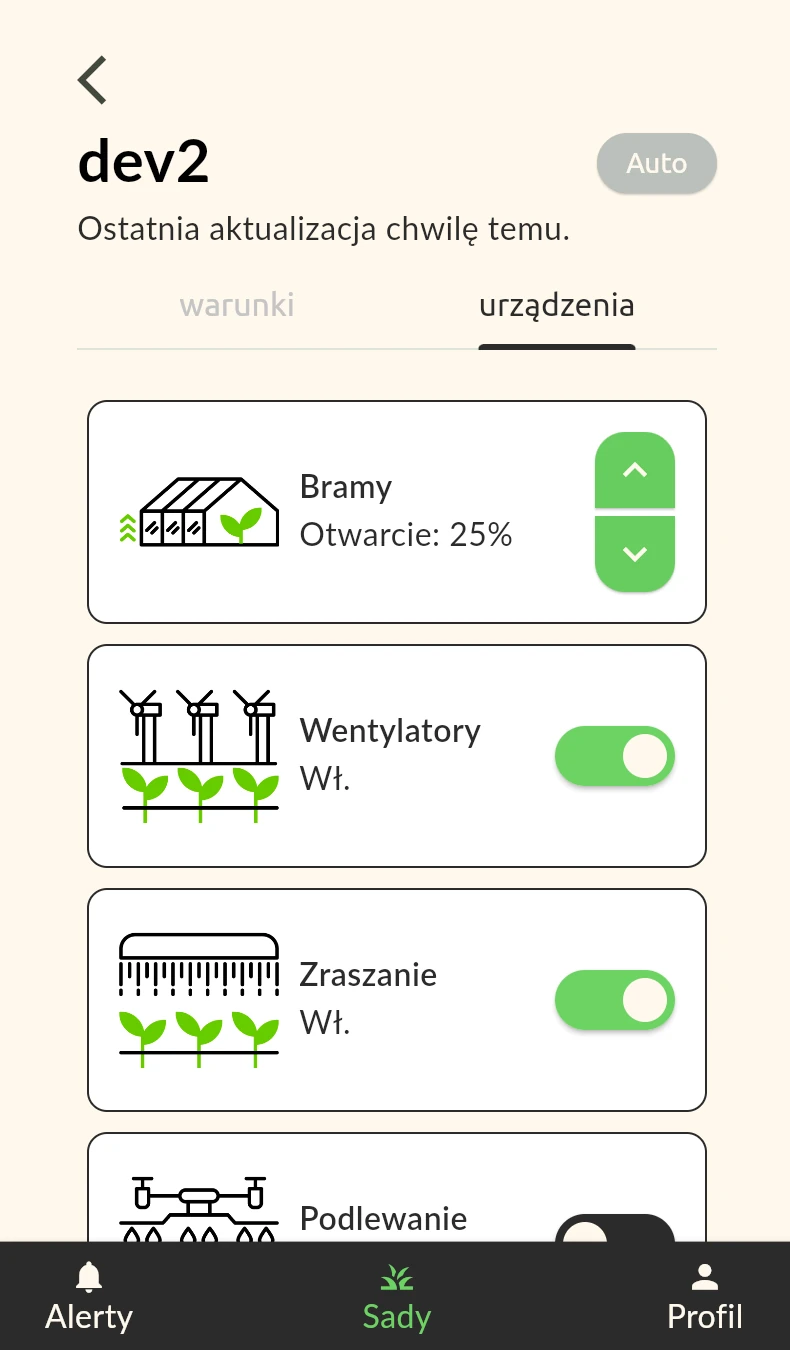 dev2
Auto
Ostatnia aktualizacja chwilę temu.
warunki
urządzenia
Bramy
Otwarcie: 25%
Wentylatory
Wł.
Zraszanie
Wł.
Podlewanie
Alerty
Sady
Profil